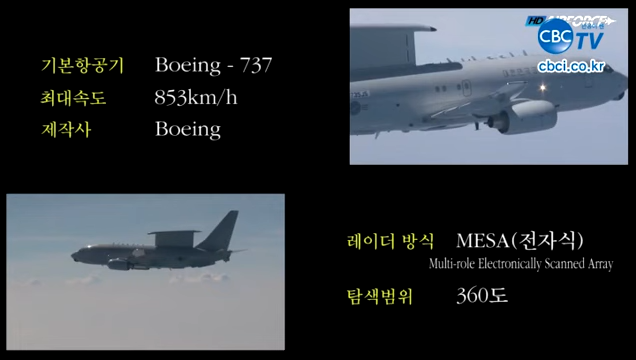 기본항공기 Boeing - 737
최대속도 853km/h
제작사 Boeing
HD AIRFORCE
CBC TV
cbci.co.kr
레이더 방식 MESA(전자식)
Multi-role Electronically Scanned Array
탐색범위 360도